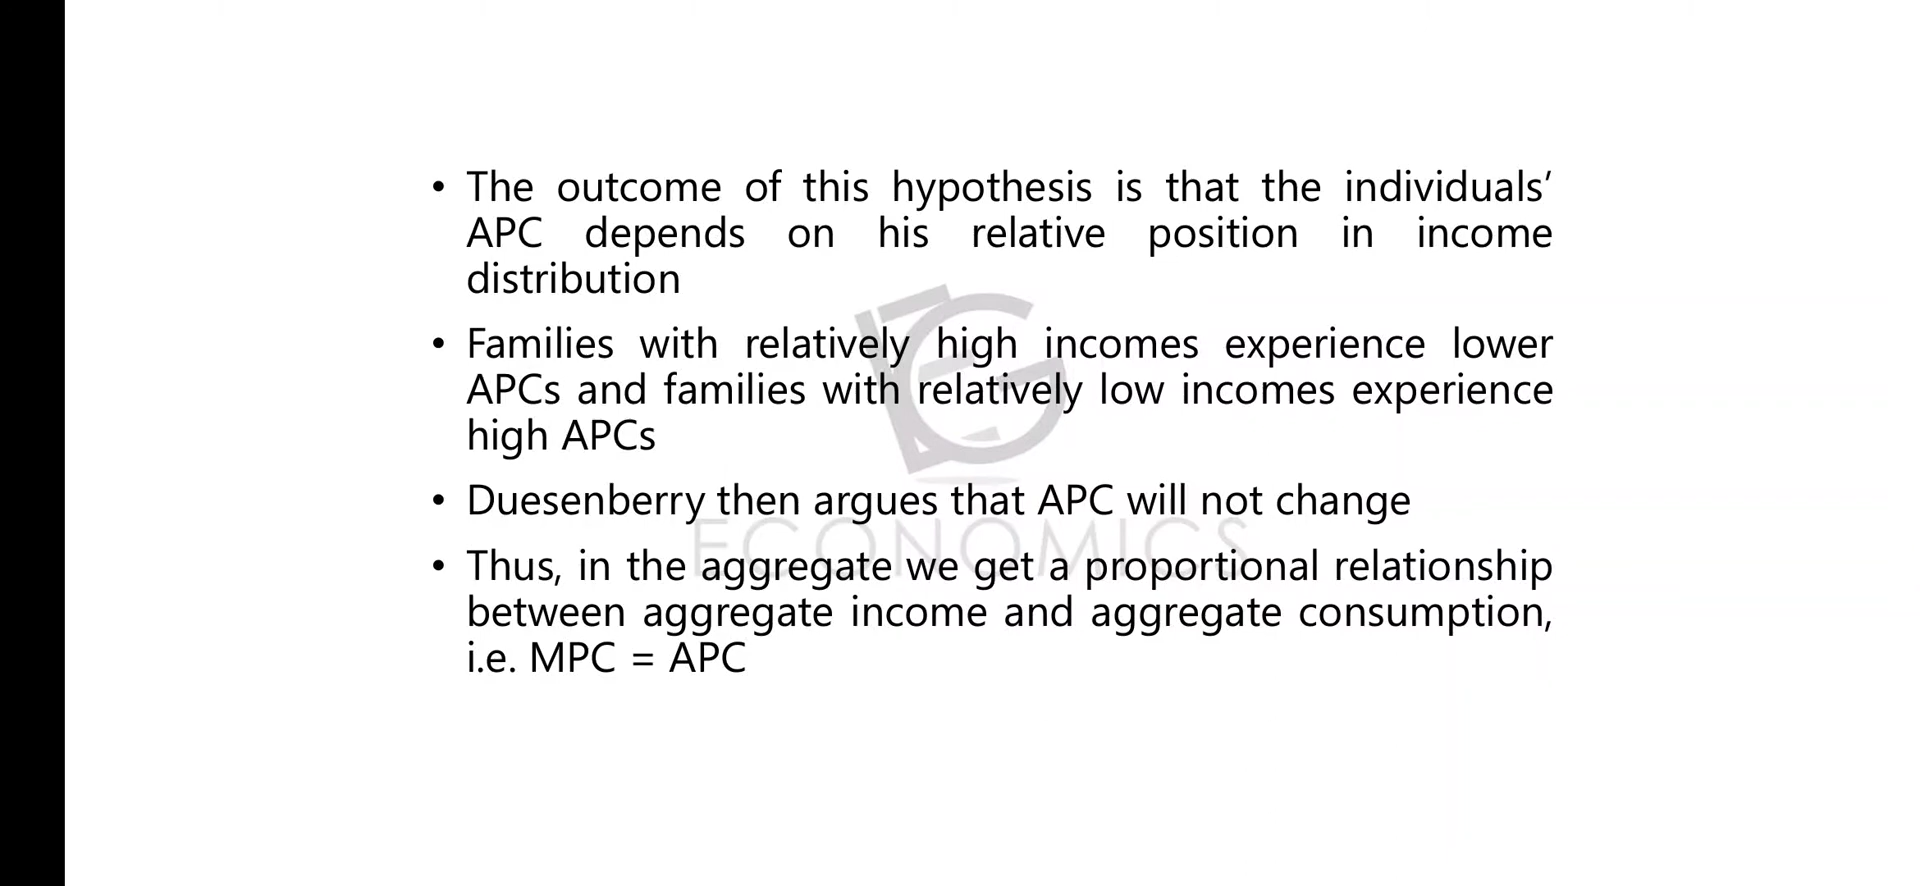 • The outcome of this hypothesis is that the individuals’
APC depends on his relative position in income
distribution
• Families with relatively high incomes experience lower
APCs and families with relatively low incomes experience
high APCs
• Duesenberry then argues that APC will not change
ECONOMICS
• Thus, in the aggregate we get a proportional relationship
between aggregate income and aggregate consumption,
i.e. MPC = APC